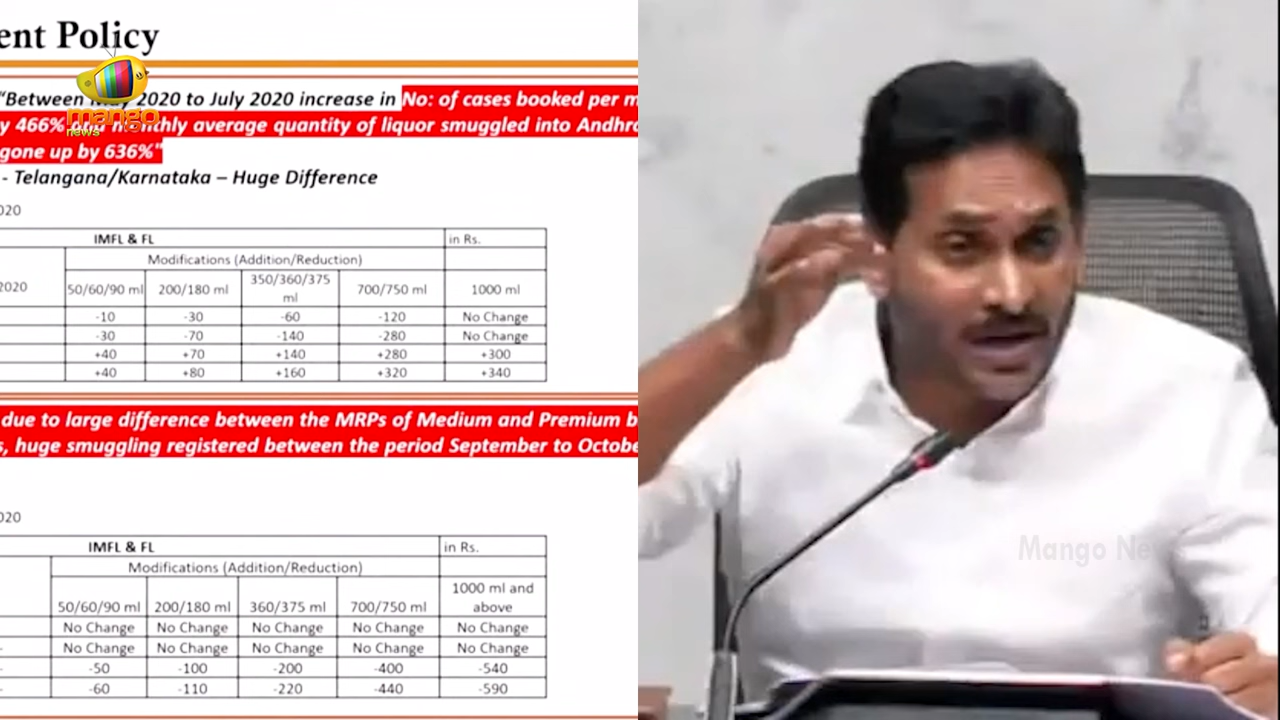 ent Policy
"Between May 2020 to July 2020 increase in No: of cases booked per m
y 466% and monthly average quantity of liquor smuggled into Andhra
gone up by 636%"
- Telangana/Karnataka – Huge Difference
mango
news
020
IMFL & FL in Rs.
Modifications (Addition/Reduction)
2020 50/60/90 ml 200/180 ml 350/360/375 ml 700/750 ml 1000 ml
-10 -30 -60 -120 No Change
-30 -70 -140 -280 No Change
+40 +70 +140 +280 +300
+40 +80 +160 +320 +340
due to large difference between the MRPs of Medium and Premium b
s, huge smuggling registered between the period September to Octobe
020
IMFL & FL in Rs.
Modifications (Addition/Reduction)
50/60/90 ml 200/180 ml 360/375 ml 700/750 ml 1000 ml and above
No Change No Change No Change No Change No Change
No Change No Change No Change No Change No Change
- -50 -100 -200 -400 -540
- -60 -110 -220 -440 -590
Mango News